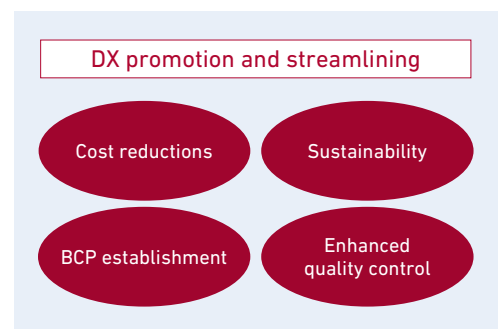 DX promotion and streamlining
Cost reductions
Sustainability
BCP establishment
Enhanced
quality control